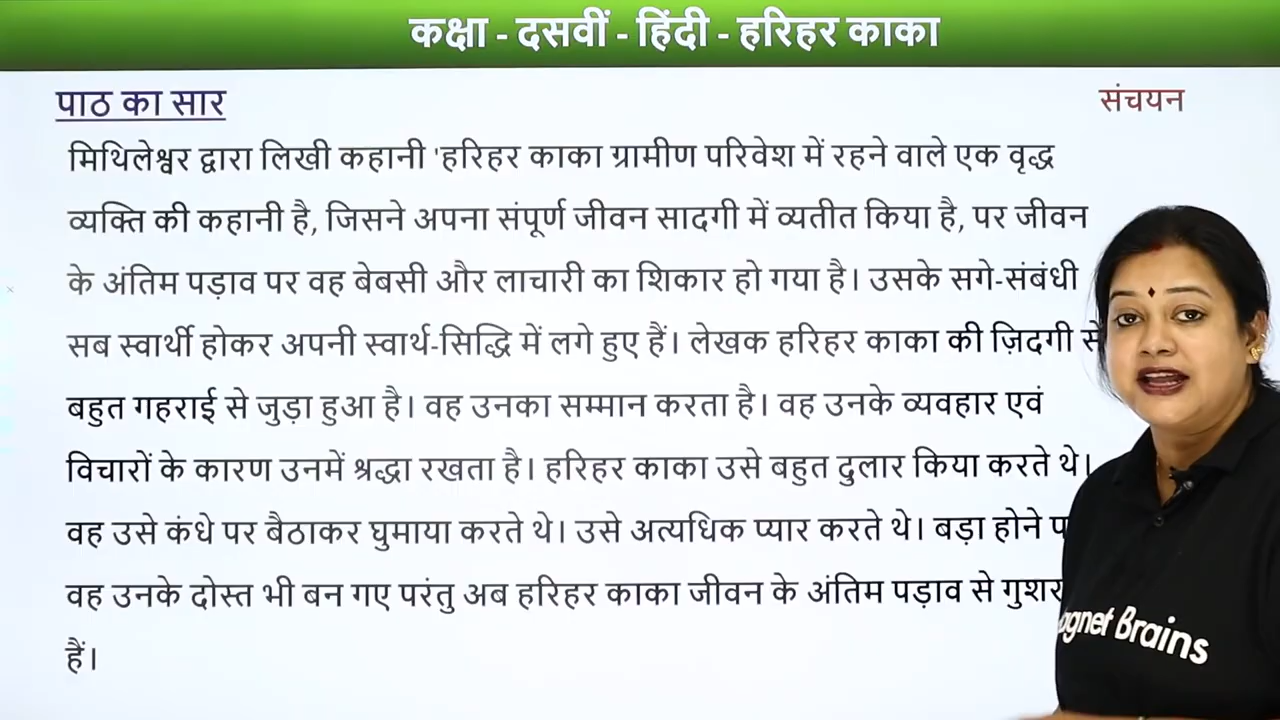 कक्षा - दसवीं - हिंदी - हरिहर काका
पाठ का सार
संचयन
मिथिलेश्वर द्वारा लिखी कहानी 'हरिहर काका ग्रामीण परिवेश में रहने वाले एक वृद्ध
व्यक्ति की कहानी है, जिसने अपना संपूर्ण जीवन सादगी में व्यतीत किया है, पर जीवन
के अंतिम पड़ाव पर वह बेबसी और लाचारी का शिकार हो गया है। उसके सगे-संबंधी
सब स्वार्थी होकर अपनी स्वार्थ-सिद्धि में लगे हुए हैं। लेखक हरिहर काका की ज़िदगी से
बहुत गहराई से जुड़ा हुआ है। वह उनका सम्मान करता है। वह उनके व्यवहार एवं
विचारों के कारण उनमें श्रद्धा रखता है। हरिहर काका उसे बहुत दुलार किया करते थे।
वह उसे कंधे पर बैठाकर घुमाया करते थे। उसे अत्यधिक प्यार करते थे। बड़ा होने
वह उनके दोस्त भी बन गए परंतु अब हरिहर काका जीवन के अंतिम पड़ाव से गुशर
हैं।
agnet Brains